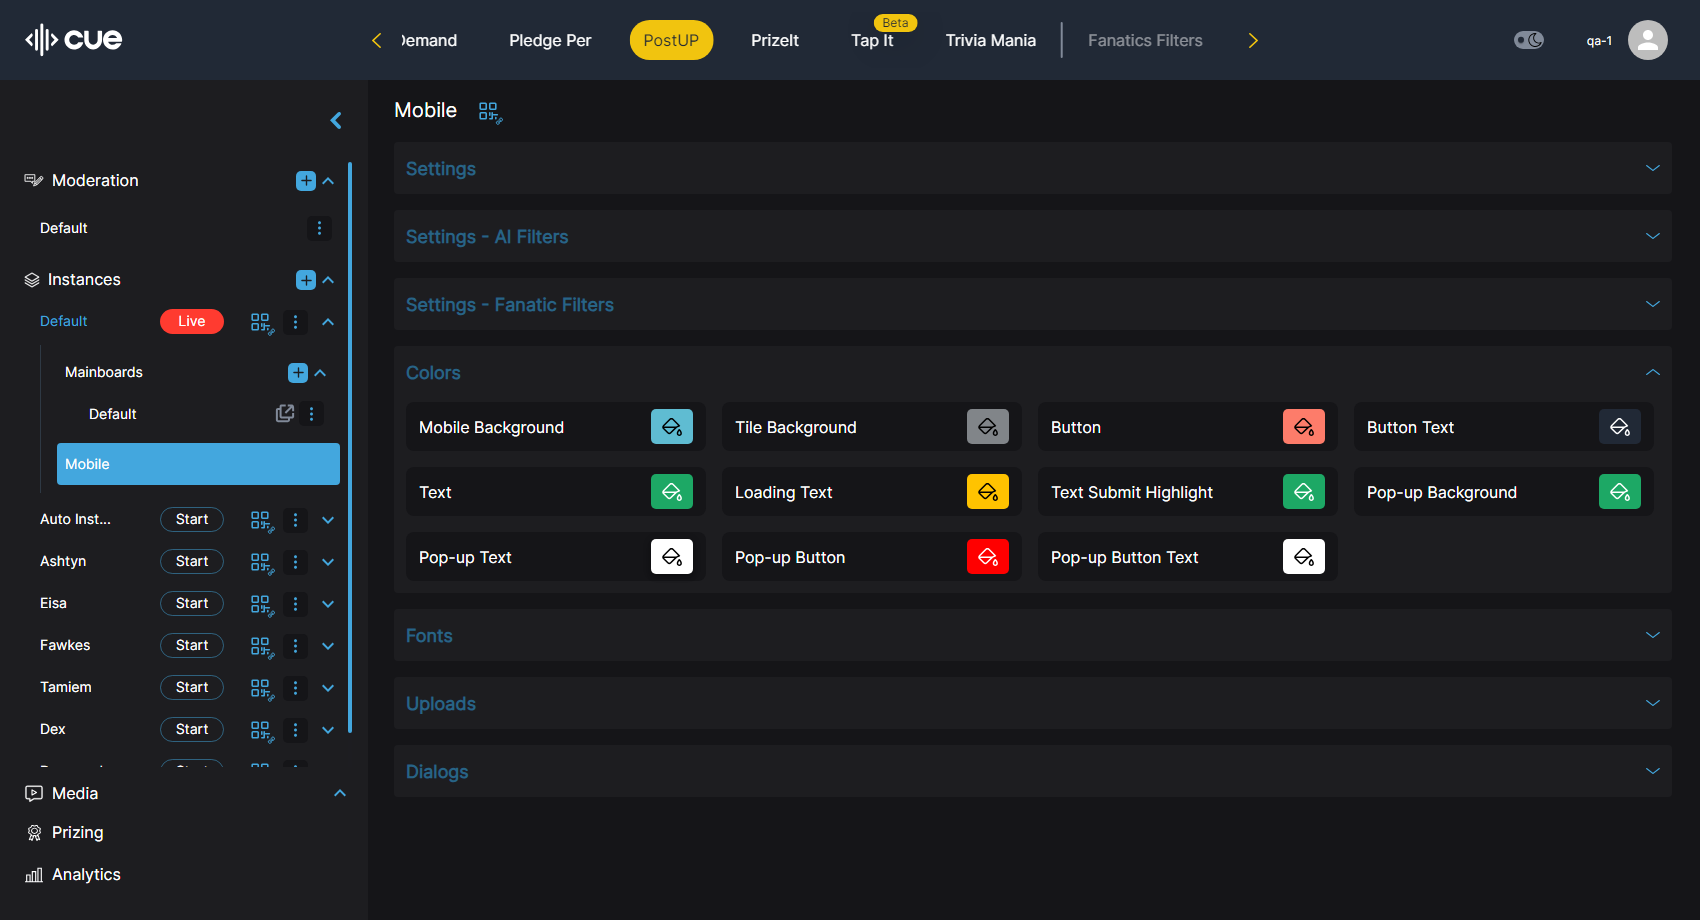 cue
Demand
Pledge Per
PostUP
PrizeIt
Beta
Tap It
Trivia Mania
Fanatics Filters
qa-1
Moderation
Default
Instances
Default
Live
Mainboards
Default
Mobile
Auto Inst...
Start
Ashtyn
Start
Eisa
Start
Fawkes
Start
Tamiem
Start
Dex
Start
Media
Prizing
Analytics
Mobile
Settings
Settings - AI Filters
Settings - Fanatic Filters
Colors
Mobile Background
Tile Background
Button
Button Text
Text
Loading Text
Text Submit Highlight
Pop-up Background
Pop-up Text
Pop-up Button
Pop-up Button Text
Fonts
Uploads
Dialogs